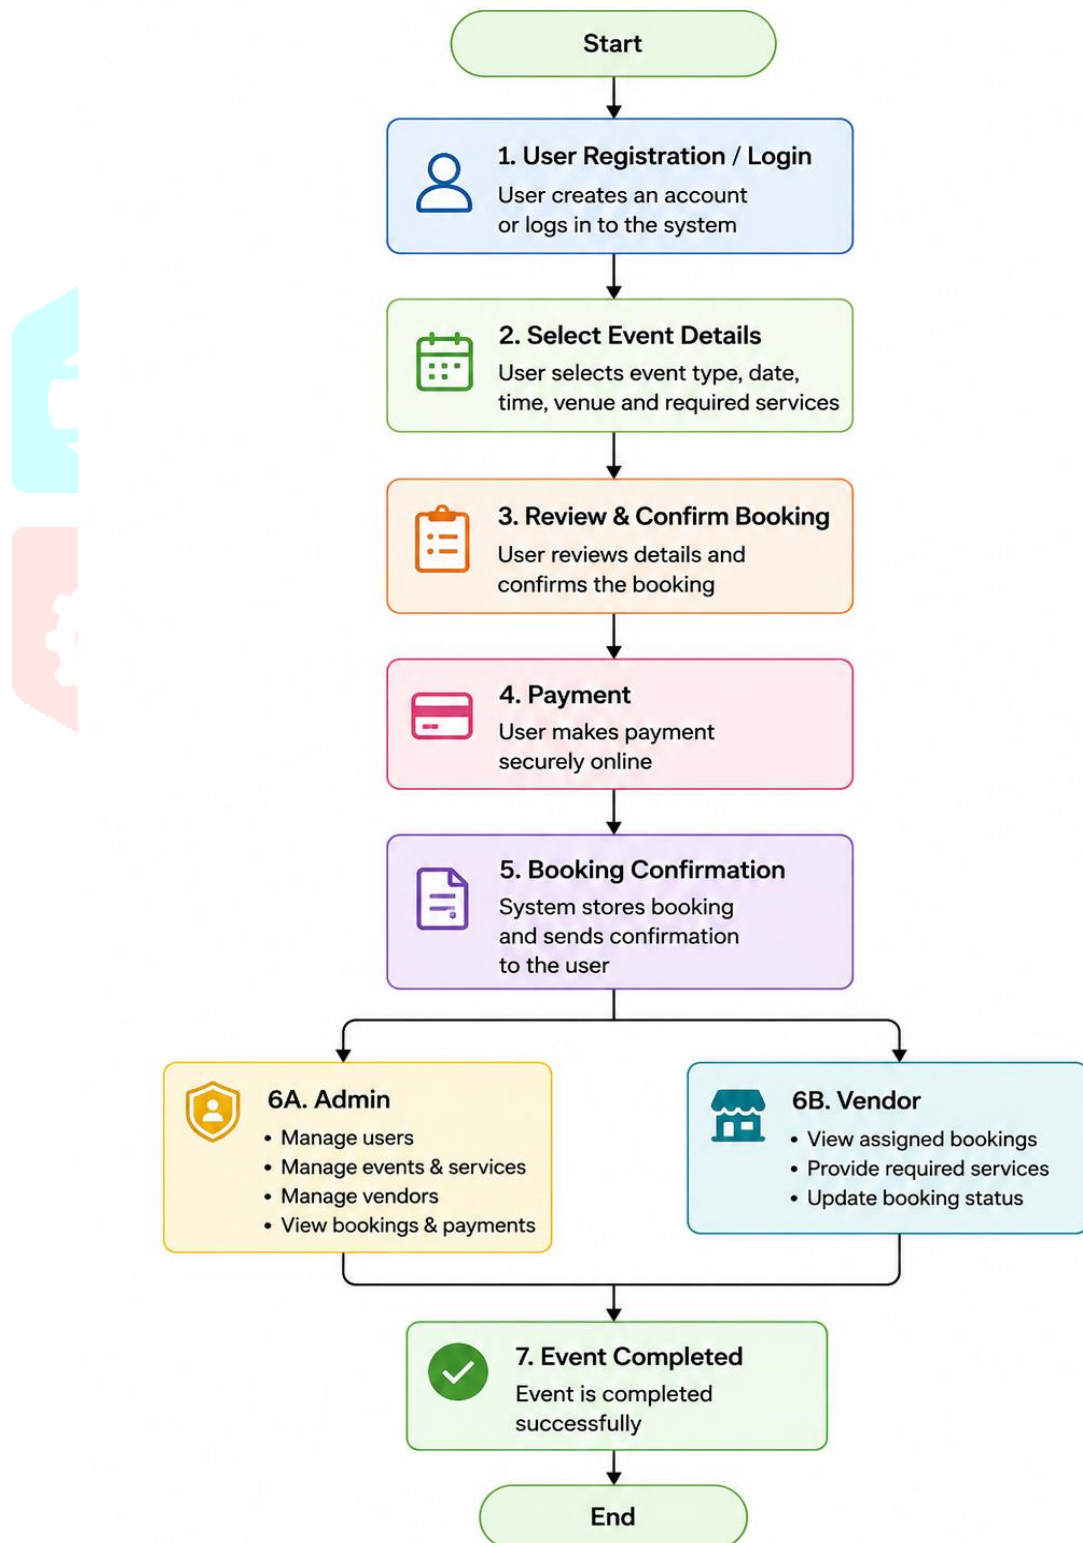 Start
1. User Registration / Login
User creates an account
or logs in to the system
2. Select Event Details
User selects event type, date,
time, venue and required services
3. Review & Confirm Booking
User reviews details and
confirms the booking
4. Payment
User makes payment
securely online
5. Booking Confirmation
System stores booking
and sends confirmation
to the user
6A. Admin
• Manage users
• Manage events & services
• Manage vendors
• View bookings & payments
6B. Vendor
• View assigned bookings
• Provide required services
• Update booking status
7. Event Completed
Event is completed
successfully
End